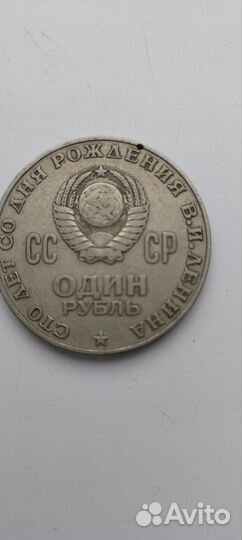 СТО ЛЕТ СО ДНЯ РОЖДЕНИЯ В.И.ЛЕНИНА
СС СР
ОДИН
РУБЛЬ
Avito